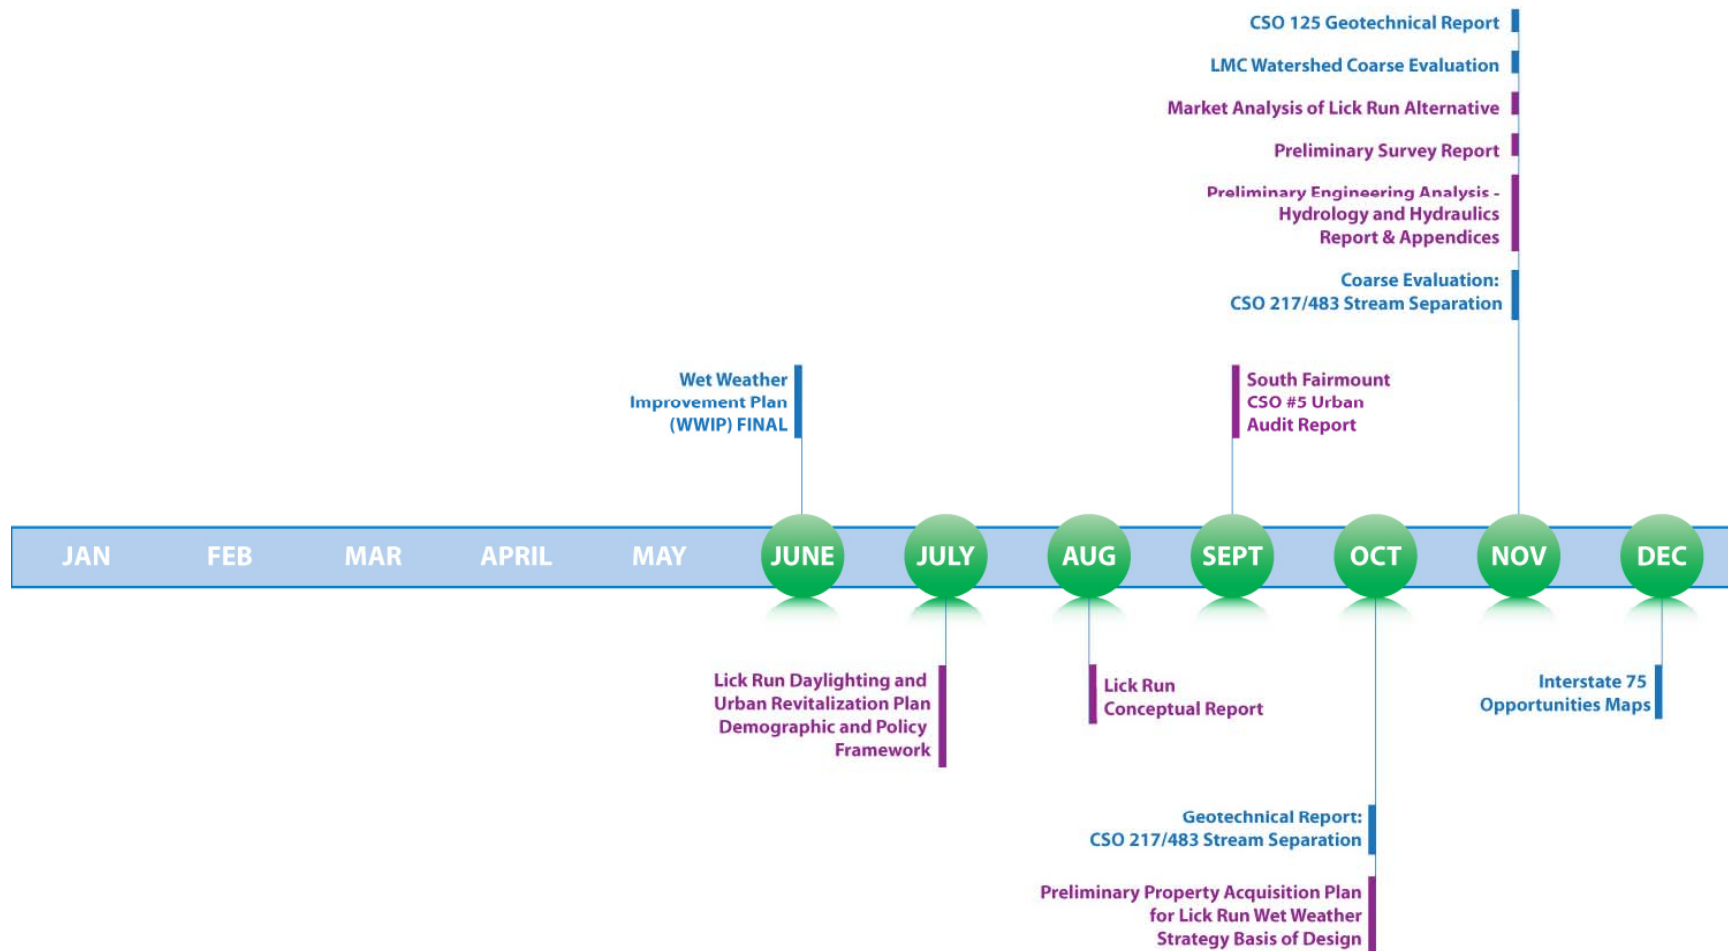 CSO 125 Geotechnical Report
LMC Watershed Coarse Evaluation
Market Analysis of Lick Run Alternative
Preliminary Survey Report
Preliminary Engineering Analysis -
Hydrology and Hydraulics
Report & Appendices
Coarse Evaluation:
CSO 217/483 Stream Separation
Wet Weather
Improvement Plan
(WWIP) FINAL
South Fairmount
CSO #5 Urban
Audit Report
JAN FEB MAR APRIL MAY JUNE JULY AUG SEPT OCT NOV DEC
Lick Run Daylighting and
Urban Revitalization Plan
Demographic and Policy
Framework
Lick Run
Conceptual Report
Interstate 75
Opportunities Maps
Geotechnical Report:
CSO 217/483 Stream Separation
Preliminary Property Acquisition Plan
for Lick Run Wet Weather
Strategy Basis of Design